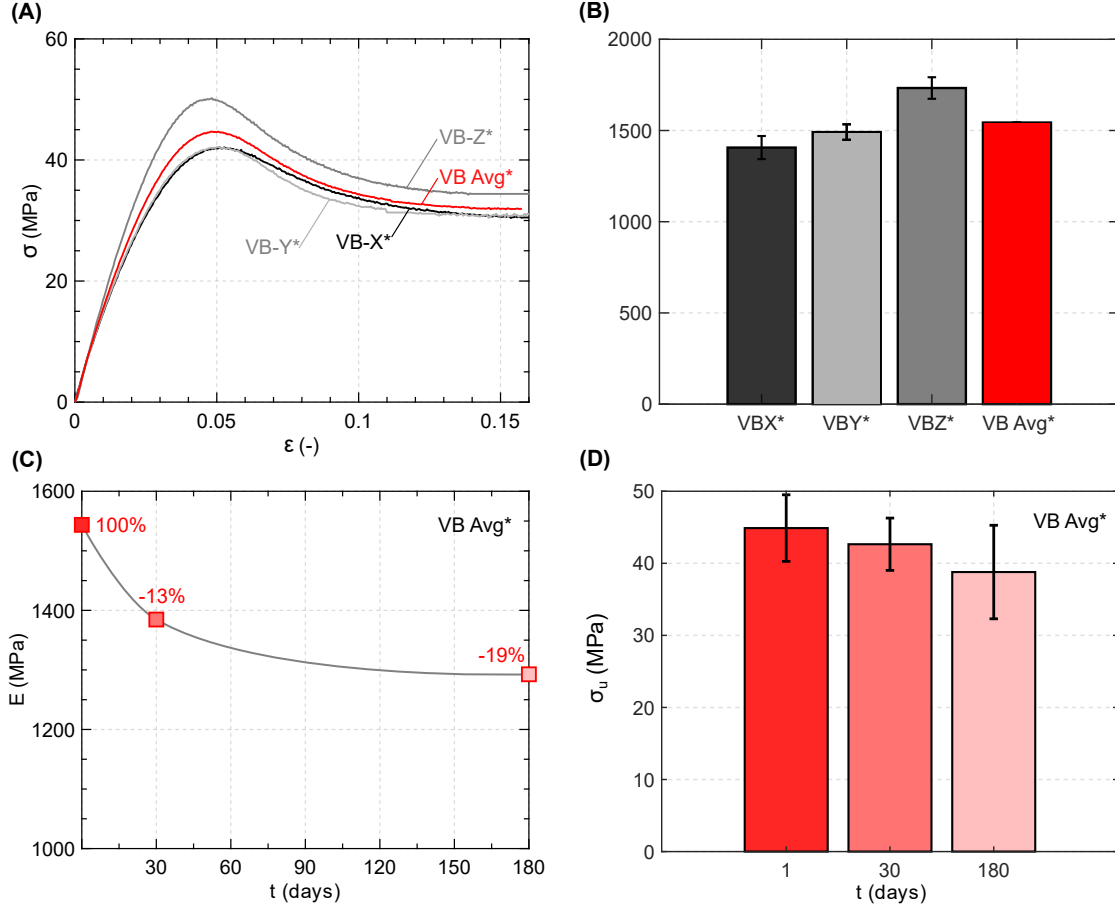 (A)
60
40
20
0
0
0.05
0.1
0.15
σ (MPa)
ε (-)
VB-Z*
VB Avg*
VB-Y*
VB-X*
(B)
2000
1500
1000
500
0
VBX*
VBY*
VBZ*
VB Avg*
(C)
1600
1400
1200
1000
E (MPa)
100%
-13%
-19%
VB Avg*
30
60
90
120
150
180
t (days)
(D)
50
40
30
20
10
0
σu (MPa)
VB Avg*
1
30
180
t (days)